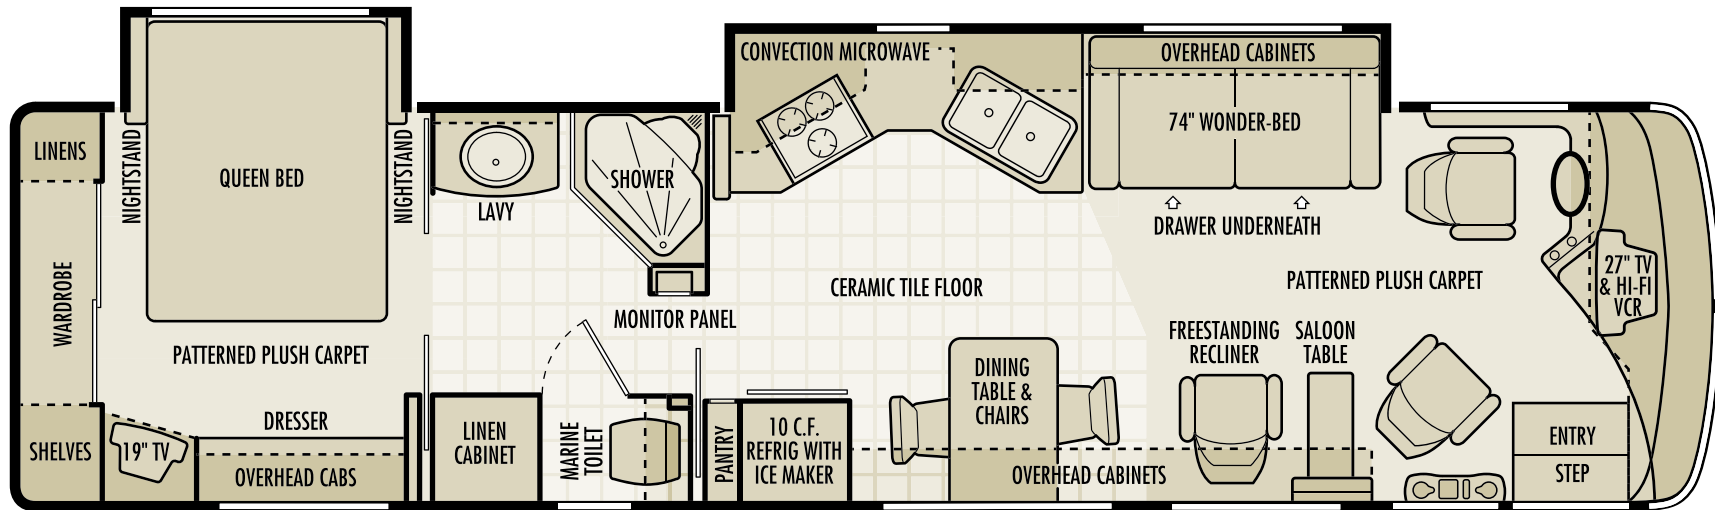 LINENS
NIGHTSTAND
QUEEN BED
NIGHTSTAND
WARDROBE
PATTERNED PLUSH CARPET
DRESSER
SHELVES
19" TV
OVERHEAD CABS
LAVY
SHOWER
MONITOR PANEL
LINEN
CABINET
MARINE
TOILET
PANTRY
10 C.F.
REFRIG WITH
ICE MAKER
CONVECTION MICROWAVE
CERAMIC TILE FLOOR
DINING
TABLE &
CHAIRS
OVERHEAD CABINETS
OVERHEAD CABINETS
74" WONDER-BED
DRAWER UNDERNEATH
PATTERNED PLUSH CARPET
FREESTANDING
RECLINER
SALOON
TABLE
27" TV
& HI-FI
VCR
ENTRY
STEP